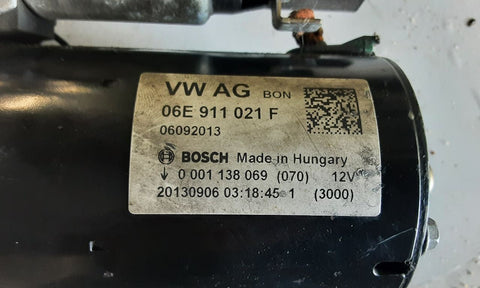 VW AG BON
06E 911 021 F
06092013
BOSCH Made in Hungary
↓ 0 001 138 069 (070) 12V
20130906 03:18:45 1 (3000)